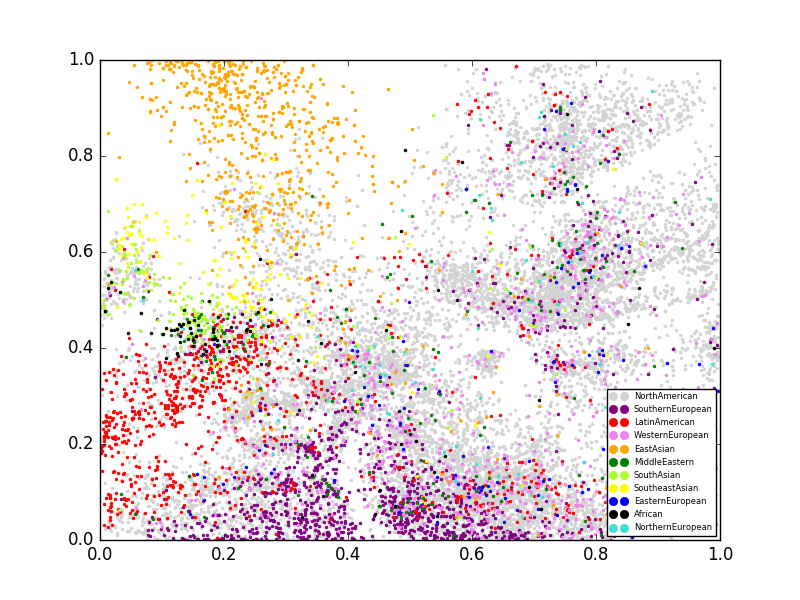 1.0
0.8
0.6
0.4
0.2
0.0
0.0 0.2 0.4 0.6 0.8 1.0
NorthAmerican
SouthernEuropean
LatinAmerican
WesternEuropean
EastAsian
MiddleEastern
SouthAsian
SoutheastAsian
EasternEuropean
African
NorthernEuropean